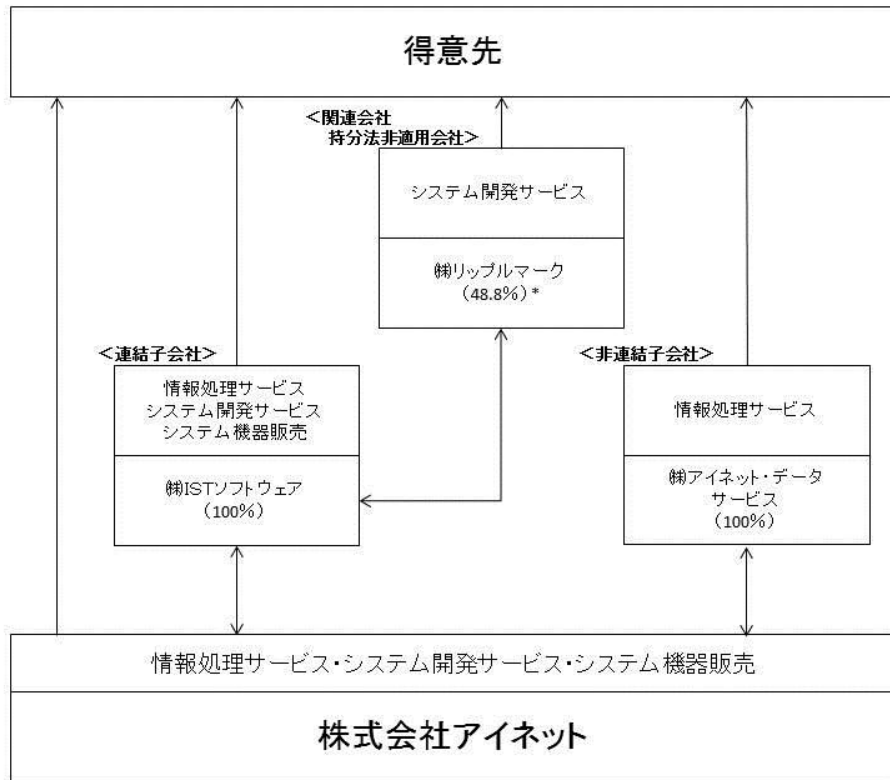 得意先
＜関連会社
持分法非適用会社＞
システム開発サービス
㈱リップルマーク
(48.8％)*
＜連結子会社＞
情報処理サービス
システム開発サービス
システム機器販売
㈱ISTソフトウェア
(100％)
＜非連結子会社＞
情報処理サービス
㈱アイネット・データ
サービス
(100％)
情報処理サービス・システム開発サービス・システム機器販売
株式会社アイネット